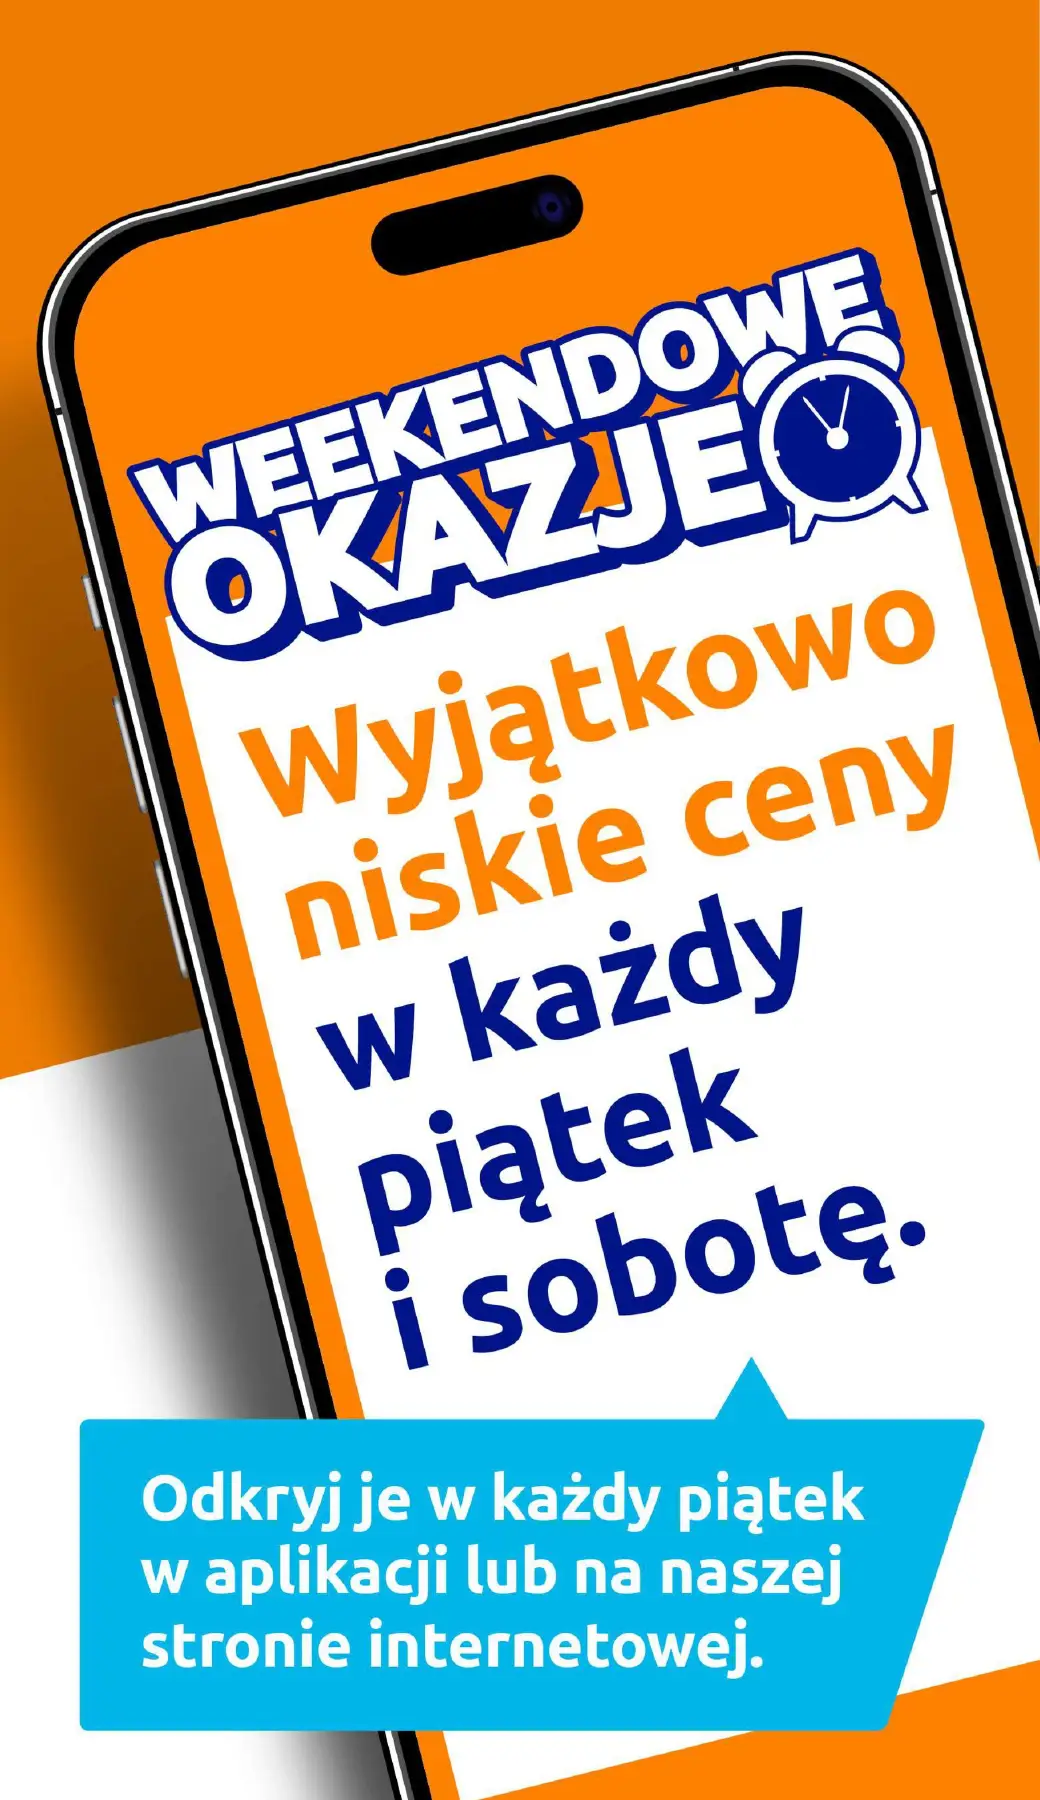 WEEKENDOWE
OKAZJE
Wyjątkowo
niskie ceny
w każdy
piątek
i sobotę.
Odkryj je w każdy piątek
w aplikacji lub na naszej
stronie internetowej.